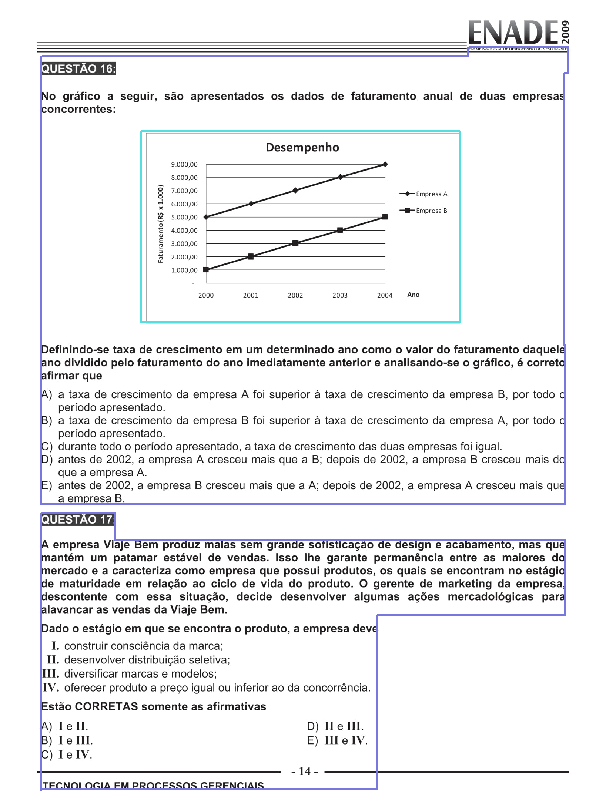 ENADE 2009
QUESTÃO 16:
No gráfico a seguir, são apresentados os dados de faturamento anual de duas empresas
concorrentes:
Desempenho
Faturamento (R$ x 1.000)
9.000,00
8.000,00
7.000,00
6.000,00
5.000,00
4.000,00
3.000,00
2.000,00
1.000,00
-
Empresa A
Empresa B
2000 2001 2002 2003 2004 Ano
Definindo-se taxa de crescimento em um determinado ano como o valor do faturamento daquele
ano dividido pelo faturamento do ano imediatamente anterior e analisando-se o gráfico, é correto
afirmar que
A) a taxa de crescimento da empresa A foi superior à taxa de crescimento da empresa B, por todo o
período apresentado.
B) a taxa de crescimento da empresa B foi superior à taxa de crescimento da empresa A, por todo o
período apresentado.
C) durante todo o período apresentado, a taxa de crescimento das duas empresas foi igual.
D) antes de 2002, a empresa A cresceu mais que a B; depois de 2002, a empresa B cresceu mais do
que a empresa A.
E) antes de 2002, a empresa B cresceu mais que a A; depois de 2002, a empresa A cresceu mais que
a empresa B.
QUESTÃO 17
A empresa Viaje Bem produz malas sem grande sofisticação de design e acabamento, mas que
mantém um patamar estável de vendas. Isso lhe garante permanência entre as maiores do
mercado e a caracteriza como empresa que possui produtos, os quais se encontram no estágio
de maturidade em relação ao ciclo de vida do produto. O gerente de marketing da empresa,
descontente com essa situação, decide desenvolver algumas ações mercadológicas para
alavancar as vendas da Viaje Bem.
Dado o estágio em que se encontra o produto, a empresa deve
I. construir consciência da marca;
II. desenvolver distribuição seletiva;
III. diversificar marcas e modelos;
IV. oferecer produto a preço igual ou inferior ao da concorrência.
Estão CORRETAS somente as afirmativas
A) I e II.
B) I e III.
C) I e IV.
D) II e III.
E) III e IV.
- 14 -
TECNOLOGIA EM PROCESSOS GERENCIAIS